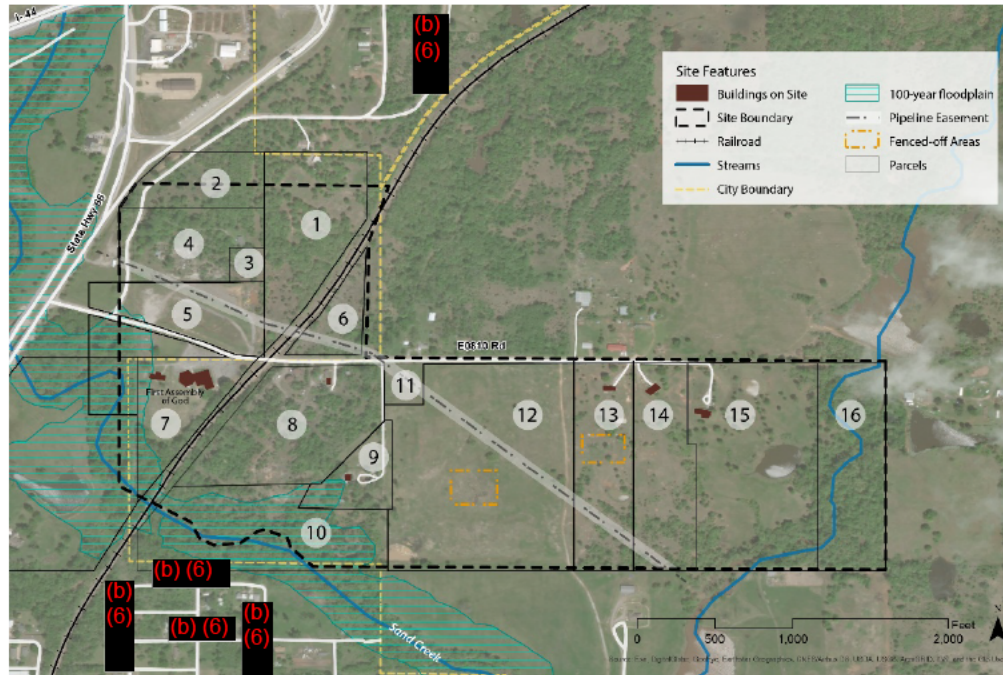 I-44
(b)
(6)
Site Features
Buildings on Site
Site Boundary
Railroad
Streams
City Boundary
100-year floodplain
Pipeline Easement
Fenced-off Areas
Parcels
State Hwy 66
2
1
4
3
5
6
E0810 Rd
First Assembly
of God
7
8
9
10
11
12
13
14
15
16
(b) (6)
(b)
(6)
(b) (6)
(b)
(6)
Sand Creek
N
Feet
0 500 1,000 2,000